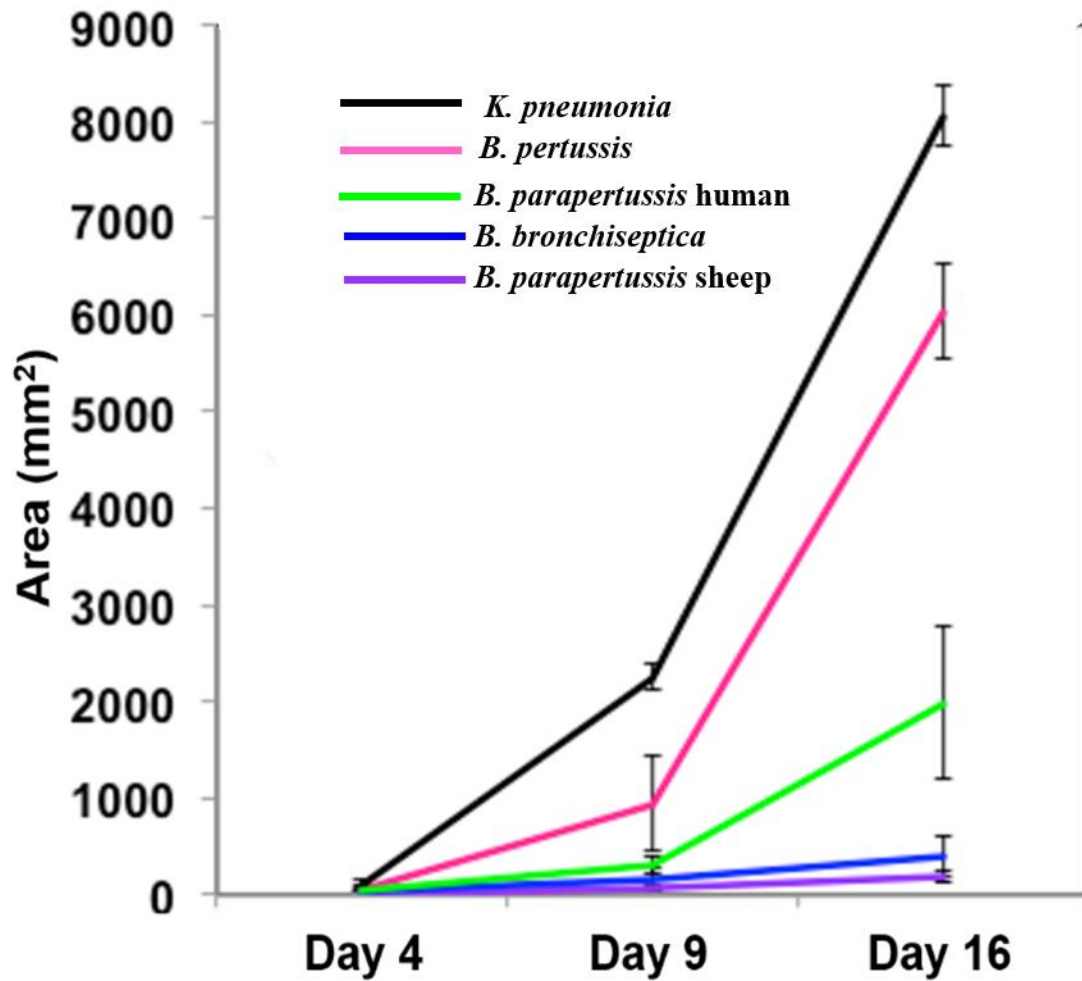 9000
8000
7000
6000
5000
4000
3000
2000
1000
0
Area (mm²)
K. pneumonia
B. pertussis
B. parapertussis human
B. bronchiseptica
B. parapertussis sheep
Day 4 Day 9 Day 16